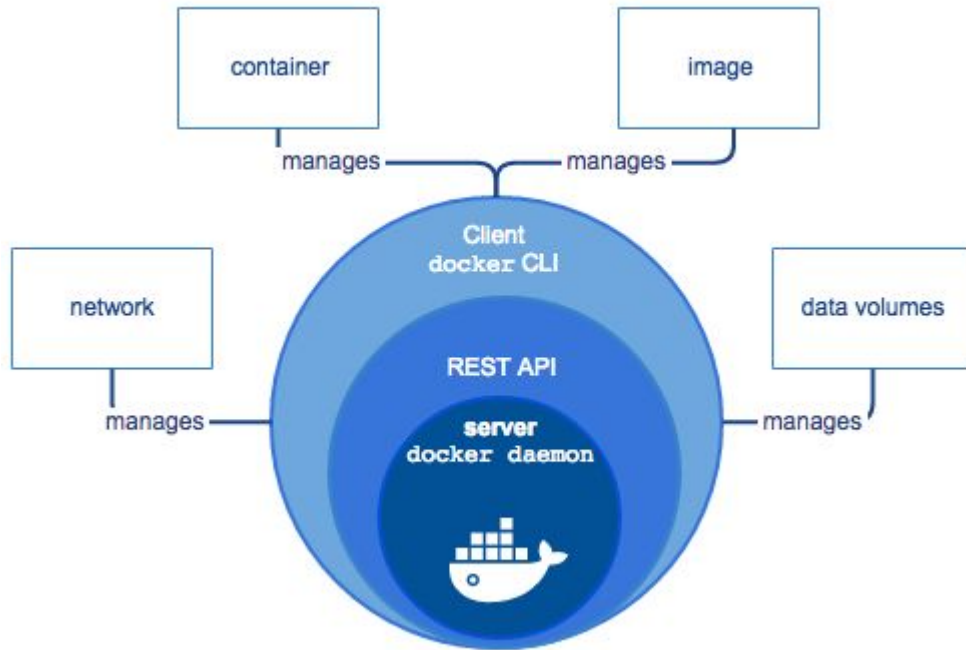 container
image
manages
manages
Client
docker CLI
network
data volumes
REST API
manages
manages
server
docker daemon